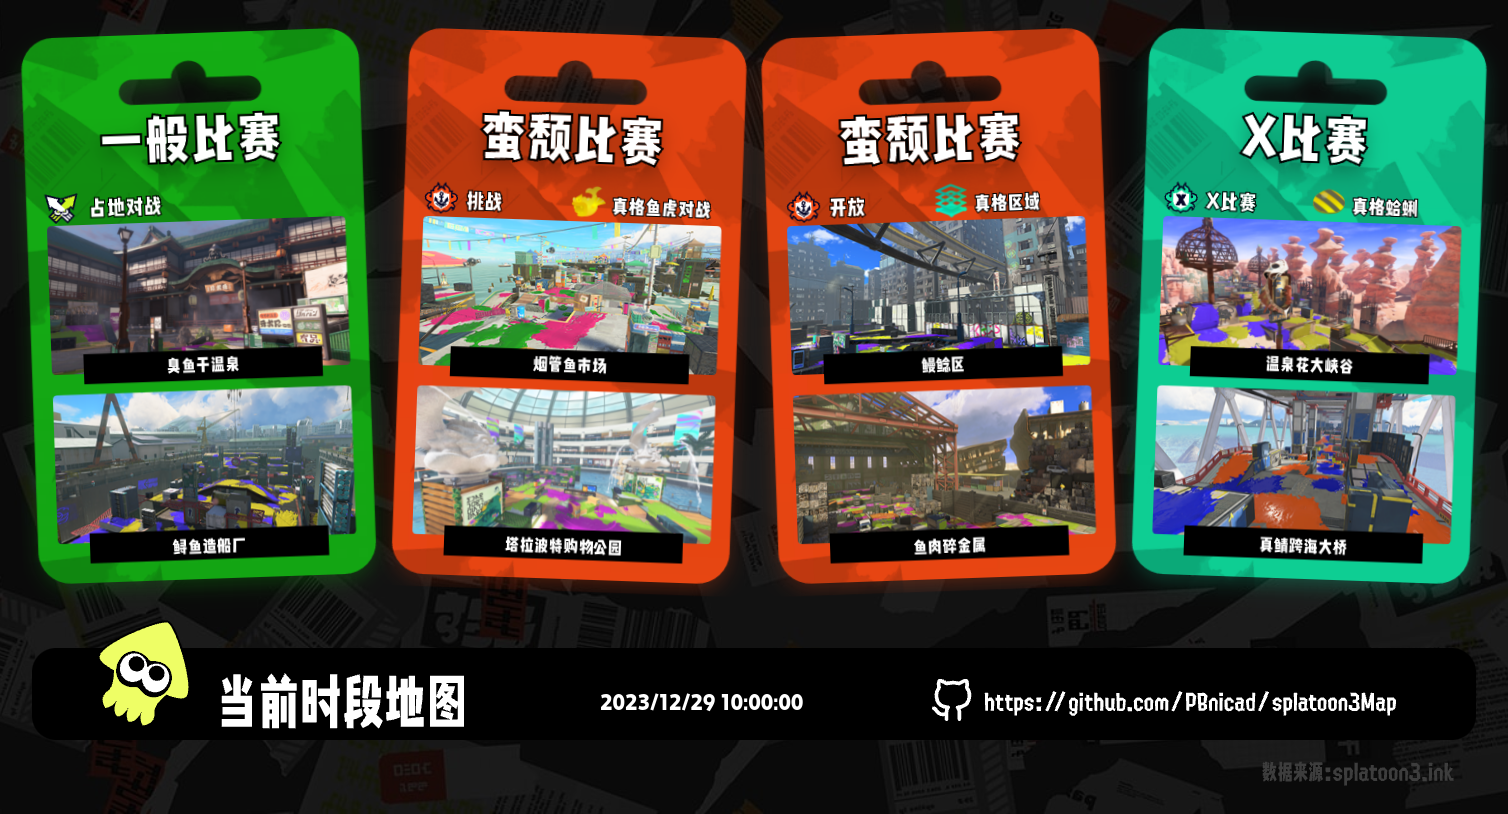 一般比赛
占地对战
臭鱼干温泉
鲟鱼造船厂
蛮颓比赛
挑战
真格鱼虎对战
烟管鱼市场
塔拉波特购物公园
蛮颓比赛
开放
真格区域
鳗鲶区
鱼肉碎金属
X比赛
X比赛
真格蛤蜊
温泉花大峡谷
真鲭跨海大桥
当前时段地图
2023/12/29 10:00:00
https://github.com/PBnicad/splatoon3Map
数据来源:splatoon3.ink